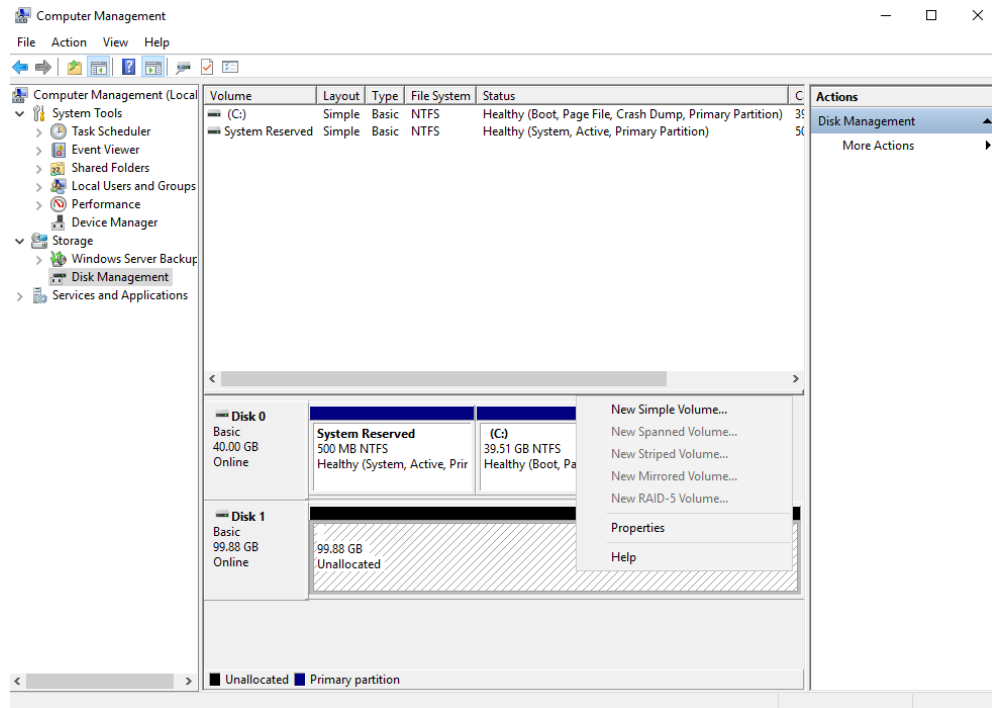 Computer Management
File Action View Help
Computer Management (Local
System Tools
Task Scheduler
Event Viewer
Shared Folders
Local Users and Groups
Performance
Device Manager
Storage
Windows Server Backup
Disk Management
Services and Applications
Volume Layout Type File System Status C
(C:) Simple Basic NTFS Healthy (Boot, Page File, Crash Dump, Primary Partition) 39
System Reserved Simple Basic NTFS Healthy (System, Active, Primary Partition) 50
Actions
Disk Management
More Actions
Disk 0
Basic
40.00 GB
Online
System Reserved
500 MB NTFS
Healthy (System, Active, Prir
(C:)
39.51 GB NTFS
Healthy (Boot, Pa
New Simple Volume...
New Spanned Volume...
New Striped Volume...
New Mirrored Volume...
New RAID-5 Volume...
Properties
Help
Disk 1
Basic
99.88 GB
Online
99.88 GB
Unallocated
Unallocated Primary partition